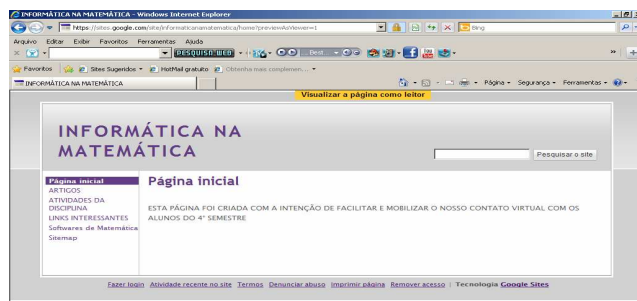 INFORMÁTICA NA MATEMÁTICA - Windows Internet Explorer
https://sites.google.com/site/informaticanamatematica/home?previewAsViewer=1
Bing
Arquivo Editar Exibir Favoritos Ferramentas Ajuda
PESQUISA WEB
Best
Favoritos Sites Sugeridos HotMail gratuito Obtenha mais complemen...
INFORMÁTICA NA MATEMÁTICA
Página Segurança Ferramentas
Visualizar a página como leitor
INFORMÁTICA NA
MATEMÁTICA
Pesquisar o site
Página inicial
ARTIGOS
ATIVIDADES DA
DISCIPLINA
LINKS INTERESSANTES
Softwares de Matemática
Sitemap
Página inicial
ESTA PÁGINA FOI CRIADA COM A INTENÇÃO DE FACILITAR E MOBILIZAR O NOSSO CONTATO VIRTUAL COM OS
ALUNOS DO 4° SEMESTRE
Fazer login Atividade recente no site Termos Denunciar abuso Imprimir página Remover acesso | Tecnologia Google Sites